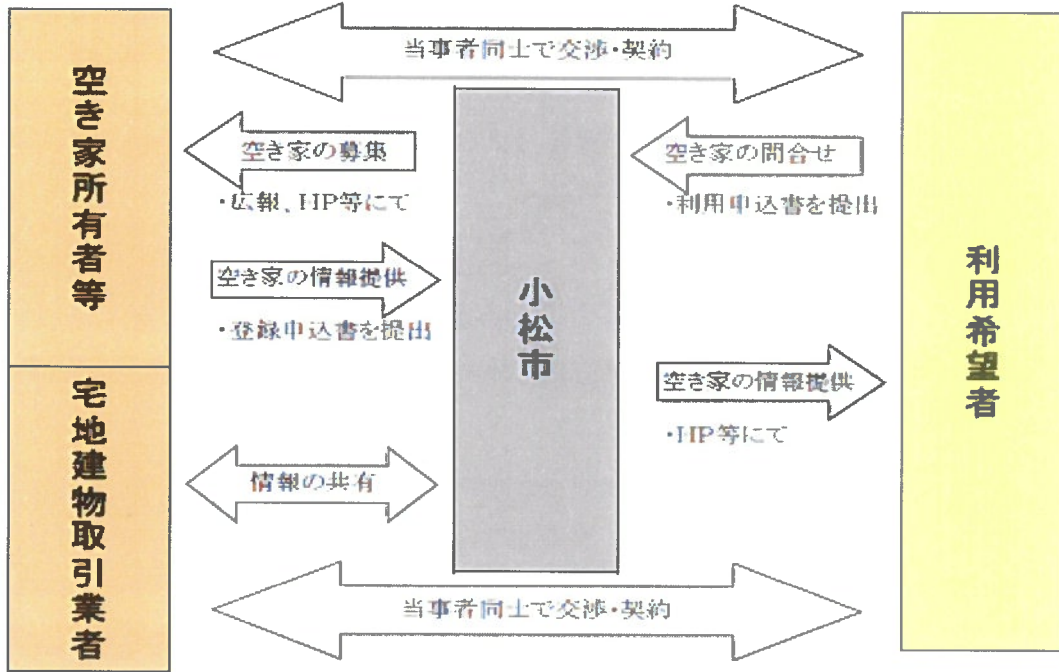 当事者同士で交渉・契約
空き家所有者等
空き家の募集
・広報、HP等にて
空き家の情報提供
・登録申込書を提出
宅地建物取引業者
情報の共有
小松市
空き家の問合せ
・利用申込書を提出
空き家の情報提供
・HP等にて
利用希望者
当事者同士で交渉・契約